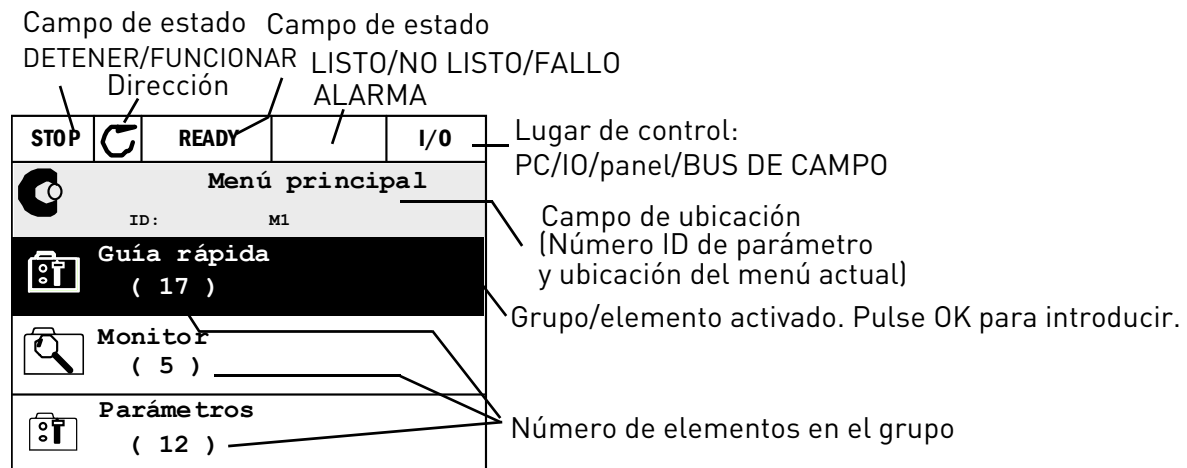 Campo de estado
DETENER/FUNCIONAR
Campo de estado
LISTO/NO LISTO/FALLO
Dirección
ALARMA
STOP
READY
I/0
Lugar de control:
PC/IO/panel/BUS DE CAMPO
Menú principal
ID: M1
Campo de ubicación
(Número ID de parámetro
y ubicación del menú actual)
Guía rápida
( 17 )
Grupo/elemento activado. Pulse OK para introducir.
Monitor
( 5 )
Parámetros
( 12 )
Número de elementos en el grupo